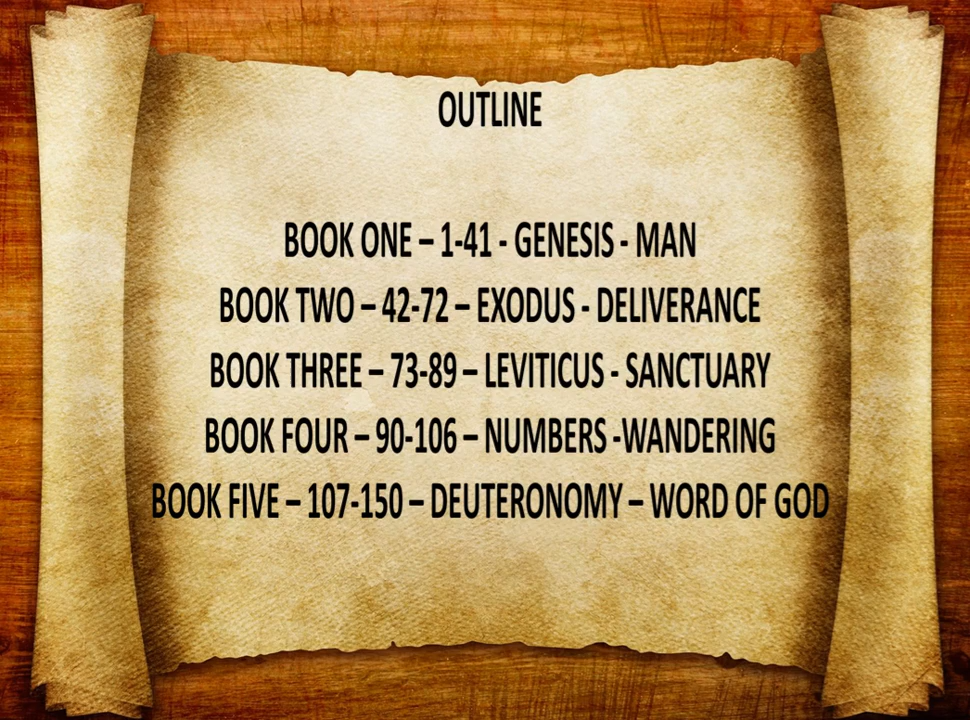 OUTLINE
BOOK ONE – 1-41 - GENESIS - MAN
BOOK TWO – 42-72 – EXODUS - DELIVERANCE
BOOK THREE – 73-89 – LEVITICUS - SANCTUARY
BOOK FOUR – 90-106 – NUMBERS -WANDERING
BOOK FIVE – 107-150 – DEUTERONOMY – WORD OF GOD